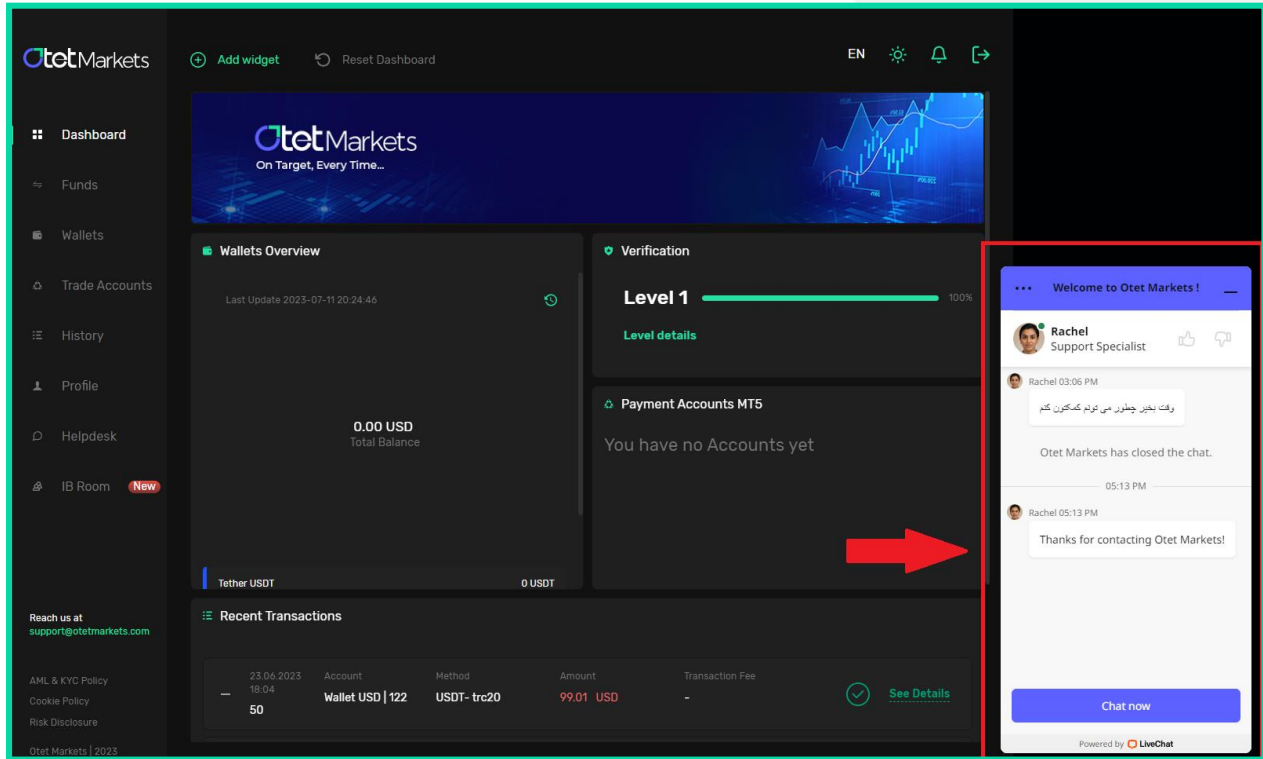 OtetMarkets
Add widget
Reset Dashboard
EN
Dashboard
Funds
Wallets
Trade Accounts
History
Profile
Helpdesk
IB Room New
Reach us at
support@otetmarkets.com
AML & KYC Policy
Cookie Policy
Risk Disclosure
Otet Markets | 2023
OtetMarkets
On Target, Every Time...
Wallets Overview
Last Update 2023-07-11 20:24:46
0.00 USD
Total Balance
Tether USDT 0 USDT
Verification
Level 1 100%
Level details
Payment Accounts MT5
You have no Accounts yet
Recent Transactions
23.06.2023
18:04
50
Account
Wallet USD | 122
Method
USDT- trc20
Amount
99.01 USD
Transaction Fee
-
See Details
Welcome to Otet Markets !
Rachel
Support Specialist
Rachel 03:06 PM
وقت بخیر چطور می تونم کمکتون کنم
Otet Markets has closed the chat.
05:13 PM
Rachel 05:13 PM
Thanks for contacting Otet Markets!
Chat now
Powered by LiveChat